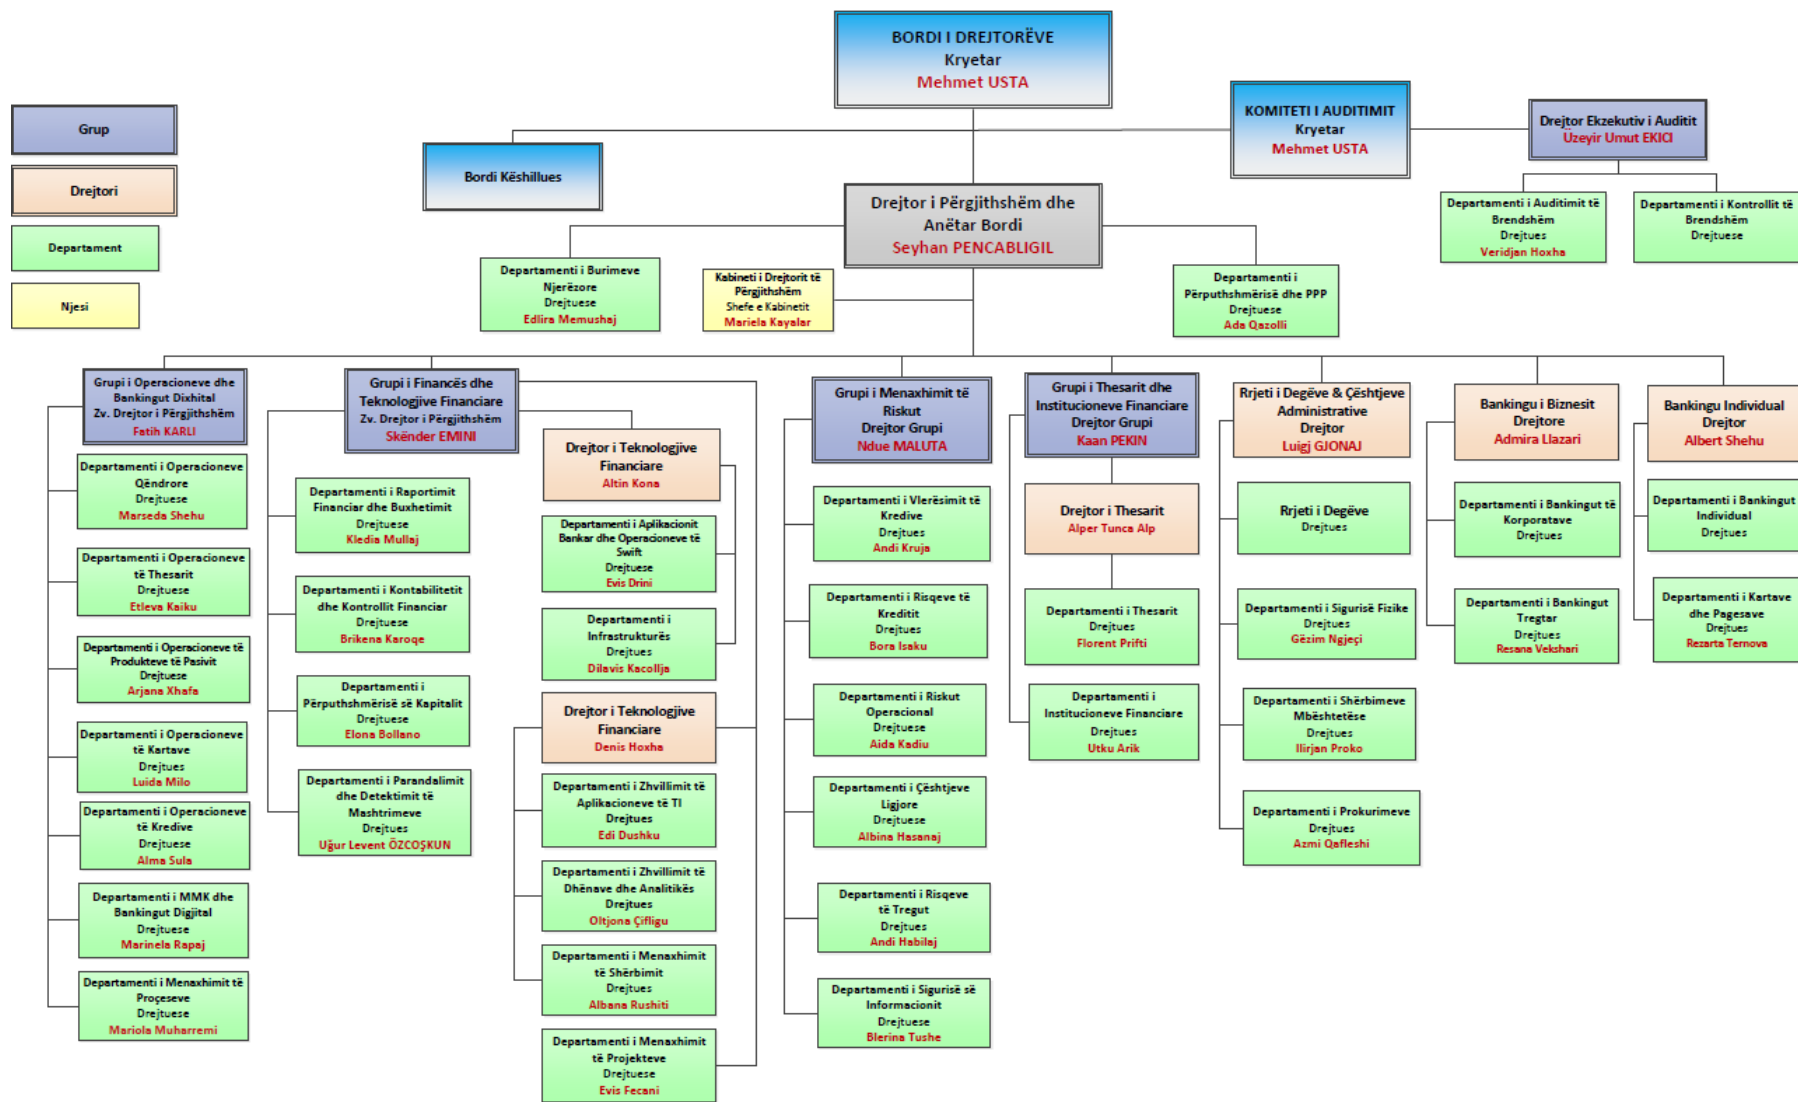 BORDI I DREJTORËVE
Kryetar
Mehmet USTA
KOMITETI I AUDITIMIT
Kryetar
Mehmet USTA
Drejtor Ekzekutiv i Auditit
Üzeyir Umut EKICI
Grup
Drejtori
Departament
Njesi
Bordi Këshillues
Drejtor i Përgjithshëm dhe
Anëtar Bordi
Seyhan PENCABLIGIL
Departamenti i Auditimit të
Brendshëm
Drejtues
Veridjan Hoxha
Departamenti i Kontrollit të
Brendshëm
Drejtuese
Departamenti i Burimeve
Njerëzore
Drejtuese
Edlira Memushaj
Kabineti i Drejtorit të
Përgjithshëm
Shefe e Kabinetit
Mariela Kayalar
Departamenti i
Përputhshmërisë dhe PPP
Drejtuese
Ada Qazolli
Grupi i Operacioneve dhe
Bankingut Dixhital
Zv. Drejtor i Përgjithshëm
Fatih KARLI
Departamenti i Operacioneve
Qëndrore
Drejtuese
Marseda Shehu
Departamenti i Operacioneve
të Thesarit
Drejtuese
Etleva Kaiku
Departamenti i Operacioneve të
Produkteve të Pasivit
Drejtuese
Arjana Xhafa
Departamenti i Operacioneve
të Kartave
Drejtues
Luida Milo
Departamenti i Operacioneve
të Kredive
Drejtuese
Alma Sula
Departamenti i MMK dhe
Bankingut Digjital
Drejtuese
Marinela Rapaj
Departamenti i Menaxhimit të
Proçeseve
Drejtuese
Mariola Muharremi
Grupi i Financës dhe
Teknologjive Financiare
Zv. Drejtor i Përgjithshëm
Skënder EMINI
Departamenti i Raportimit
Financiar dhe Buxhetimit
Drejtuese
Kledia Mullaj
Departamenti i Kontabilitetit
dhe Kontrollit Financiar
Drejtuese
Brikena Karoqe
Departamenti i
Përputhshmërisë së Kapitalit
Drejtuese
Elona Bollano
Departamenti i Parandalimit
dhe Detektimit të
Mashtrimeve
Drejtues
Uğur Levent ÖZCOŞKUN
Drejtor i Teknologjive
Financiare
Altin Kona
Departamenti i Aplikacionit
Bankar dhe Operacioneve të
Swift
Drejtuese
Evis Drini
Departamenti i
Infrastrukturës
Drejtues
Dilavis Kacollja
Drejtor i Teknologjive
Financiare
Denis Hoxha
Departamenti i Zhvillimit të
Aplikacioneve të TI
Drejtues
Edi Dushku
Departamenti i Zhvillimit të
Dhënave dhe Analitikës
Drejtues
Oltjona Çifligu
Departamenti i Menaxhimit
të Shërbimit
Drejtues
Albana Rushiti
Departamenti i Menaxhimit
të Projekteve
Drejtuese
Evis Fecani
Grupi i Menaxhimit të
Riskut
Drejtor Grupi
Ndue MALUTA
Departamenti i Vlerësimit të
Kredive
Drejtues
Andi Kruja
Departamenti i Risqeve të
Kreditit
Drejtues
Bora Isaku
Departamenti i Riskut
Operacional
Drejtuese
Aida Kadiu
Departamenti i Çështjeve
Ligjore
Drejtuese
Albina Hasanaj
Departamenti i Risqeve
të Tregut
Drejtues
Andi Habilaj
Departamenti i Sigurisë së
Informacionit
Drejtuese
Blerina Tushe
Grupi i Thesarit dhe
Institucioneve Financiare
Drejtor Grupi
Kaan PEKIN
Drejtor i Thesarit
Alper Tunca Alp
Departamenti i Thesarit
Drejtues
Florent Prifti
Departamenti i
Institucioneve Financiare
Drejtues
Utku Arik
Rrjeti i Degëve & Çështjeve
Administrative
Drejtor
Luigj GJONAJ
Rrjeti i Degëve
Drejtues
Departamenti i Sigurisë Fizike
Drejtues
Gëzim Ngjeçi
Departamenti i Shërbimeve
Mbështetëse
Drejtues
Ilirjan Proko
Departamenti i Prokurimeve
Drejtues
Azmi Qafleshi
Bankingu i Biznesit
Drejtore
Admira Llazari
Departamenti i Bankingut të
Korporatave
Drejtues
Departamenti i Bankingut
Tregtar
Drejtues
Resana Vekshari
Bankingu Individual
Drejtor
Albert Shehu
Departamenti i Bankingut
Individual
Drejtues
Departamenti i Kartave
dhe Pagesave
Drejtues
Rezarta Ternova